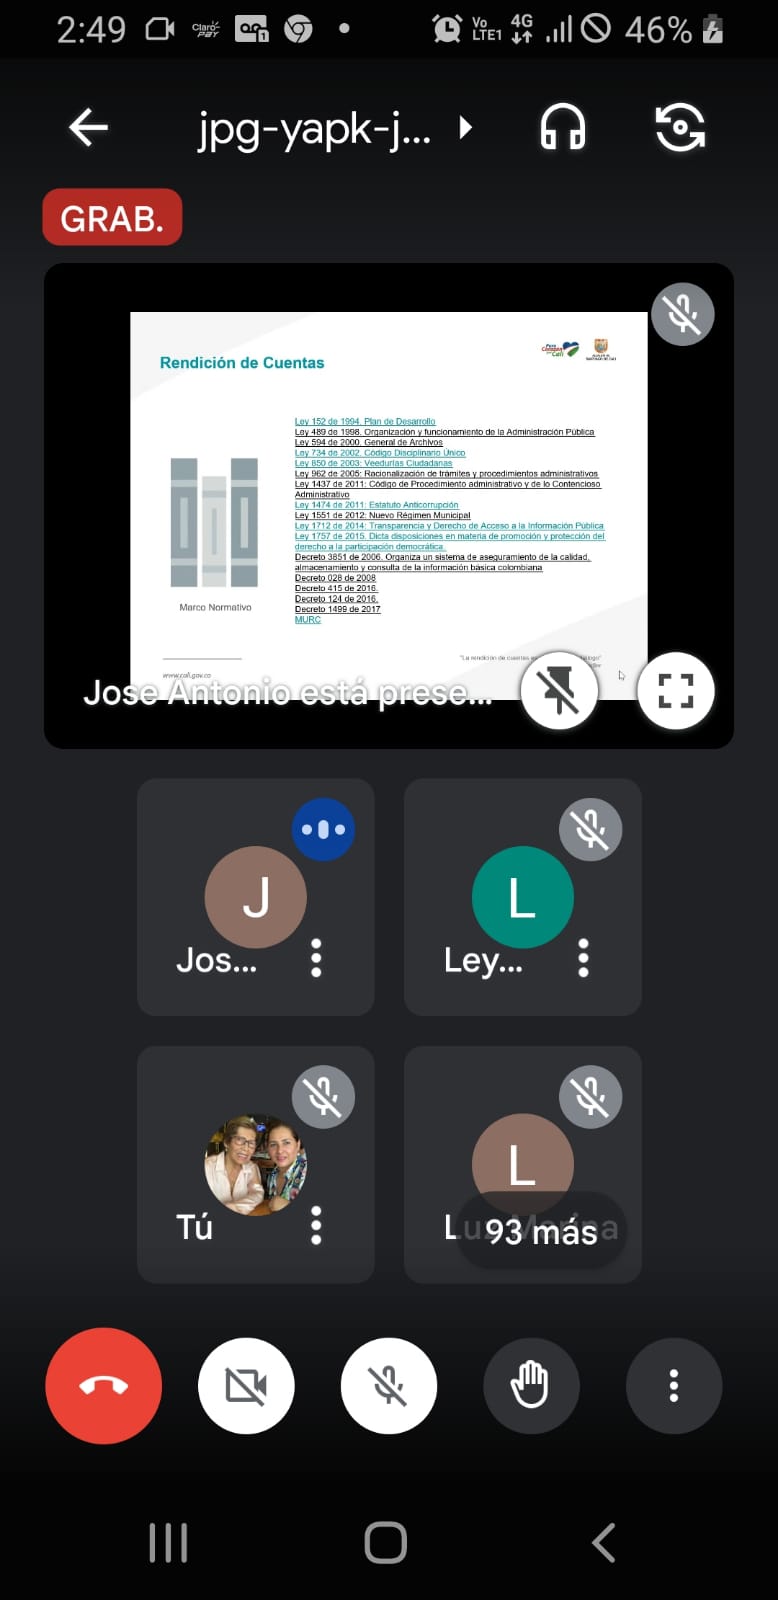 2:49
Claro
PAY
Vo
LTE1
4G
46%
jpg-yapk-j...
GRAB.
Rendición de Cuentas
Ley 152 de 1994. Plan de Desarrollo
Ley 489 de 1998. Organización y funcionamiento de la Administración Pública
Ley 594 de 2000. General de Archivos
Ley 734 de 2002. Código Disciplinario Único
Ley 850 de 2003: Veedurías Ciudadanas
Ley 962 de 2005: Racionalización de trámites y procedimientos administrativos
Ley 1437 de 2011: Código de Procedimiento administrativo y de lo Contencioso
Administrativo
Ley 1474 de 2011: Estatuto Anticorrupción
Ley 1551 de 2012: Nuevo Régimen Municipal
Ley 1712 de 2014: Transparencia y Derecho de Acceso a la Información Pública
Ley 1757 de 2015. Dicta disposiciones en materia de promoción y protección del
derecho a la participación democrática.
Decreto 3851 de 2006. Organiza un sistema de aseguramiento de la calidad,
almacenamiento y consulta de la información básica colombiana
Decreto 028 de 2008
Decreto 415 de 2016.
Decreto 124 de 2016.
Decreto 1499 de 2017
MURC
Marco Normativo
"La rendición de cuentas
www.cali.gov.co
Jose Antonio está prese...
J
Jos...
L
Ley...
Tú
L
Luz Marina
93 más